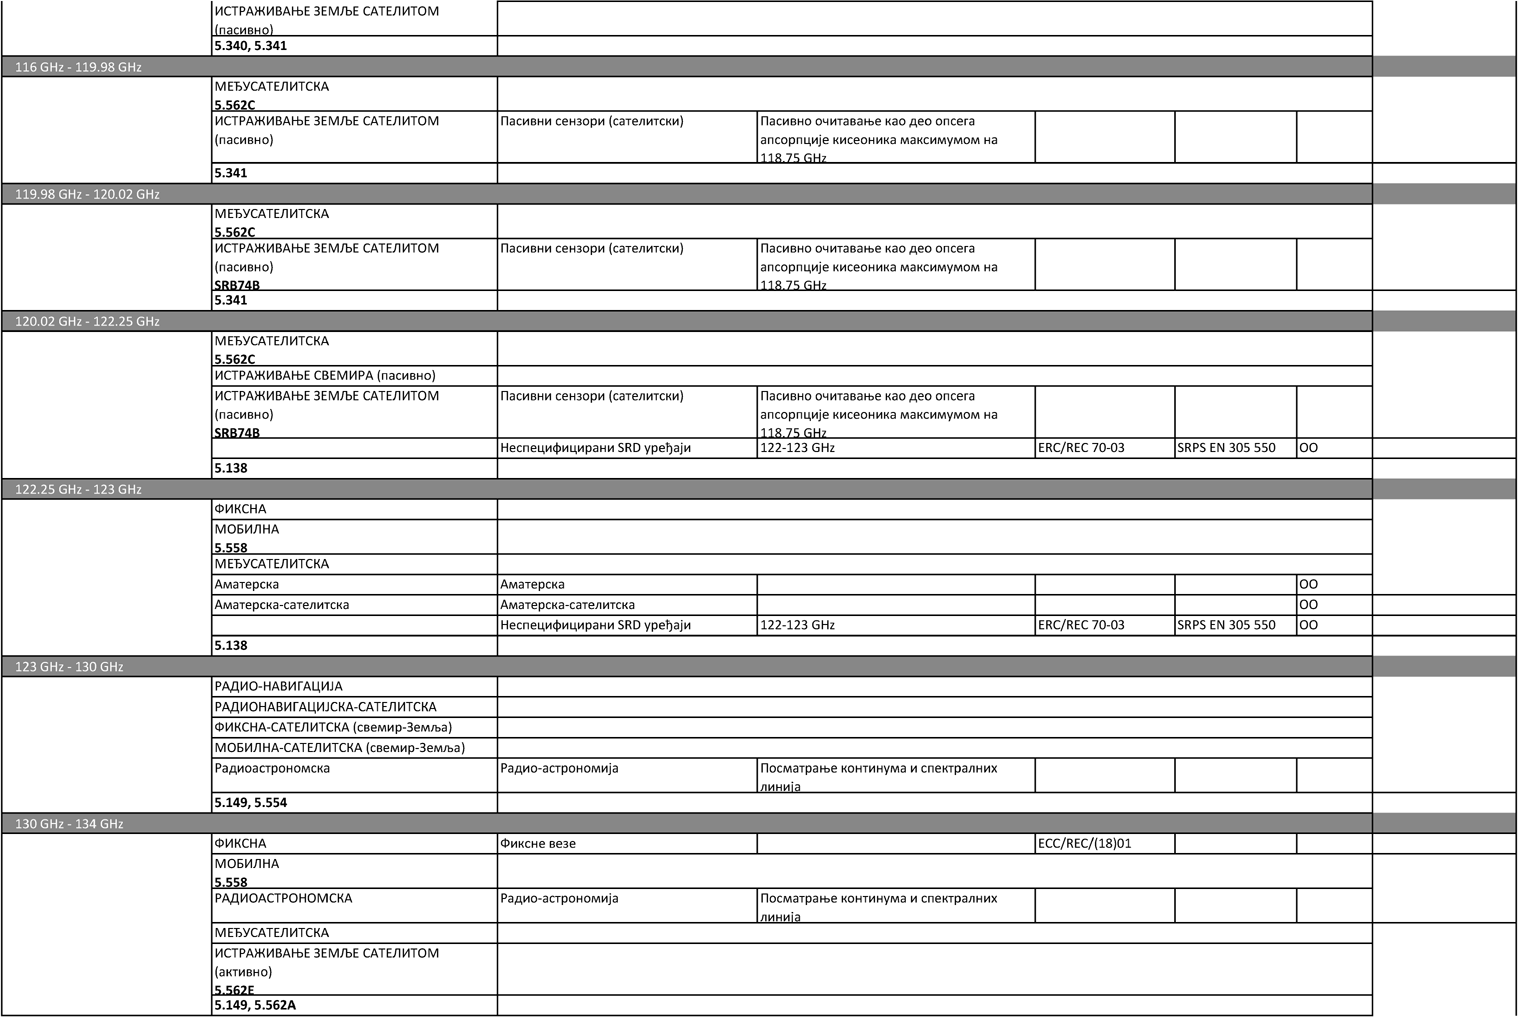 ИСТРАЖИВАЊЕ ЗЕМЉЕ САТЕЛИТОМ
(пасивно)
5.340, 5.341
116 GHz - 119.98 GHz
МЕЂУСАТЕЛИТСКА
5.562C
ИСТРАЖИВАЊЕ ЗЕМЉЕ САТЕЛИТОМ Пасивни сензори (сателитски) Пасивно очитавање као део опсега
(пасивно) апсорпције кисеоника максимумом на
118.75 GHz
5.341
119.98 GHz - 120.02 GHz
МЕЂУСАТЕЛИТСКА
5.562C
ИСТРАЖИВАЊЕ ЗЕМЉЕ САТЕЛИТОМ Пасивни сензори (сателитски) Пасивно очитавање као део опсега
(пасивно) апсорпције кисеоника максимумом на
SRB74B 118.75 GHz
5.341
120.02 GHz - 122.25 GHz
МЕЂУСАТЕЛИТСКА
5.562C
ИСТРАЖИВАЊЕ СВЕМИРА (пасивно)
ИСТРАЖИВАЊЕ ЗЕМЉЕ САТЕЛИТОМ Пасивни сензори (сателитски) Пасивно очитавање као део опсега
(пасивно) апсорпције кисеоника максимумом на
SRB74B 118.75 GHz
Неспецифицирани SRD уређаји 122-123 GHz ERC/REC 70-03 SRPS EN 305 550 OO
5.138
122.25 GHz - 123 GHz
ФИКСНА
МОБИЛНА
5.558
МЕЂУСАТЕЛИТСКА
Аматерска Аматерска OO
Аматерска-сателитска Аматерска-сателитска OO
Неспецифицирани SRD уређаји 122-123 GHz ERC/REC 70-03 SRPS EN 305 550 OO
5.138
123 GHz - 130 GHz
РАДИО-НАВИГАЦИЈА
РАДИОНАВИГАЦИЈСКА-САТЕЛИТСКА
ФИКСНА-САТЕЛИТСКА (свемир-Земља)
МОБИЛНА-САТЕЛИТСКА (свемир-Земља)
Радиоастрономска Радио-астрономија Посматрање континума и спектралних
линија
5.149, 5.554
130 GHz - 134 GHz
ФИКСНА Фиксне везе ECC/REC/(18)01
МОБИЛНА
5.558
РАДИОАСТРОНОМСКА Радио-астрономија Посматрање континума и спектралних
линија
МЕЂУСАТЕЛИТСКА
ИСТРАЖИВАЊЕ ЗЕМЉЕ САТЕЛИТОМ
(активно)
5.562E
5.149, 5.562A